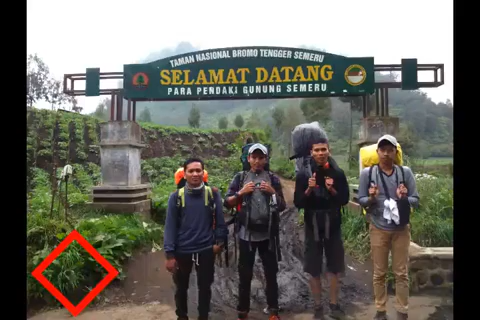 TAMAN NASIONAL BROMO TENGGER SEMERU
SELAMAT DATANG
PARA PENDAKI GUNUNG SEMERU